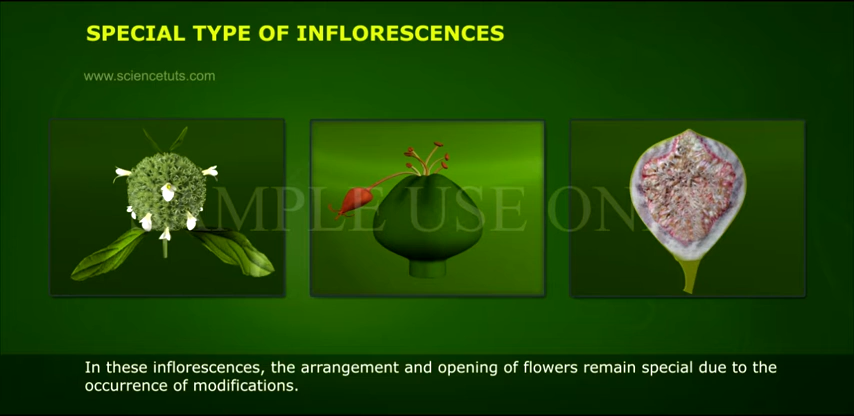 SPECIAL TYPE OF INFLORESCENCES
www.sciencetuts.com
SAMPLE USE ON
In these inflorescences, the arrangement and opening of flowers remain special due to the
occurrence of modifications.